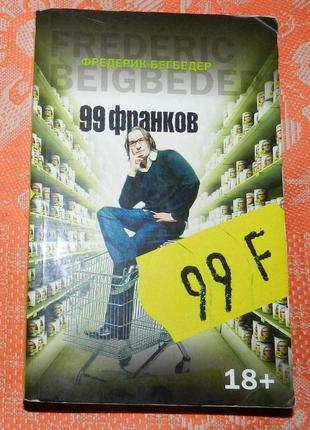 FREDERIC
ФРЕДЕРИК БЕГБЕДЕР
BEIGBEDER
99 франков
99 F
18+